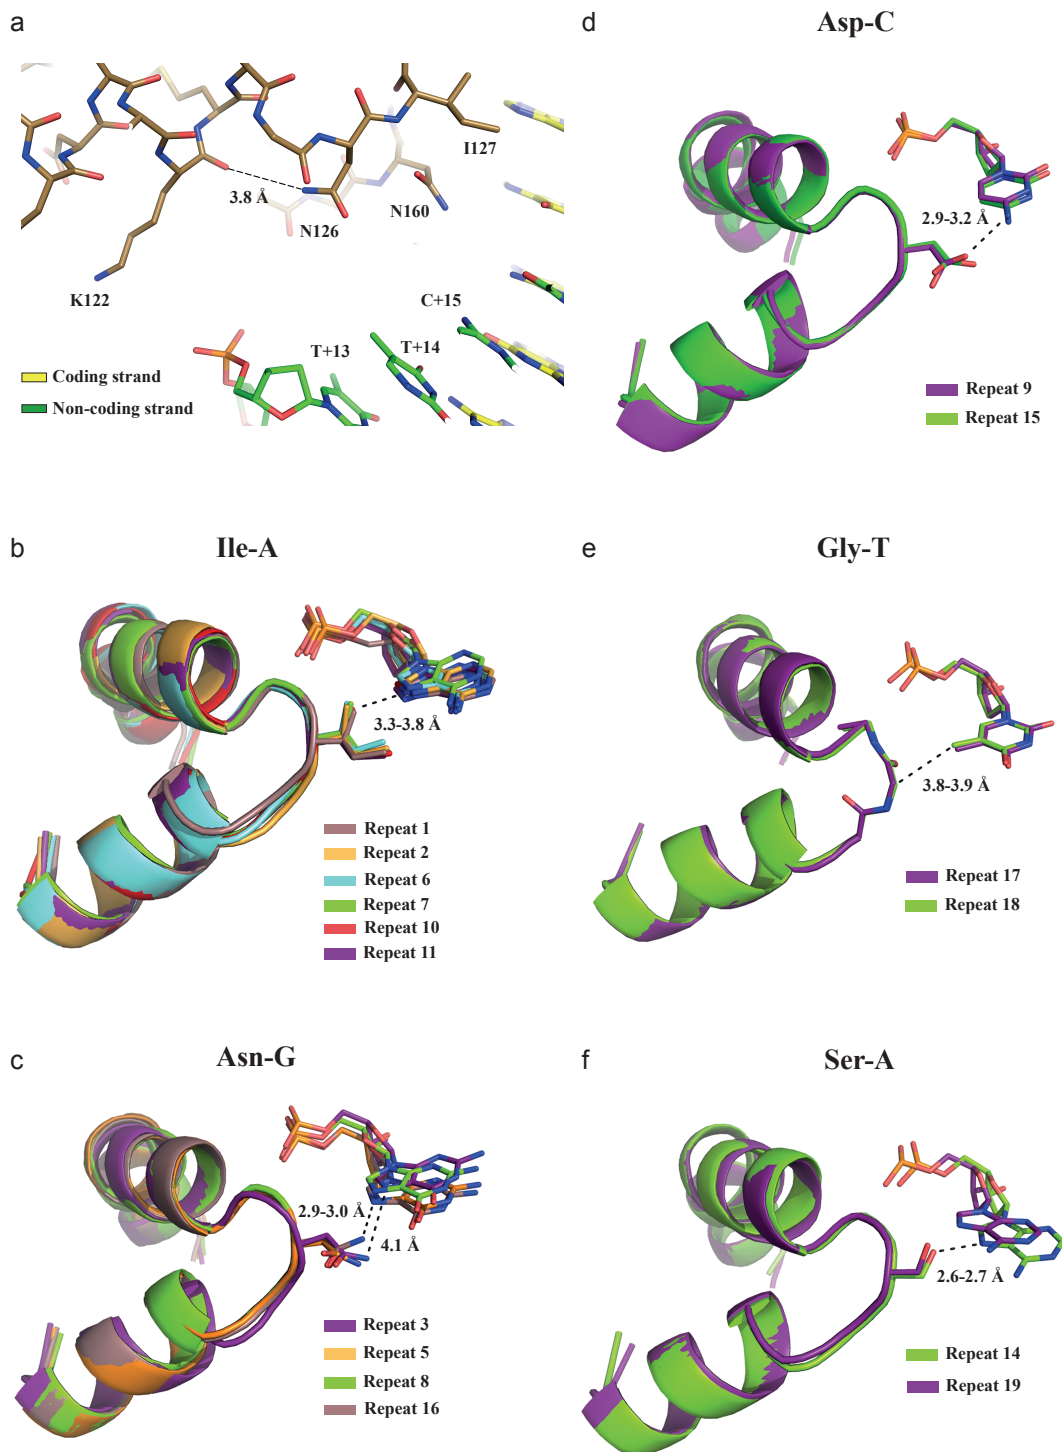 a
3.8 Å
I127
N160
N126
K122
C+15
T+13
T+14
Coding strand
Non-coding strand
b
Ile-A
3.3-3.8 Å
Repeat 1
Repeat 2
Repeat 6
Repeat 7
Repeat 10
Repeat 11
c
Asn-G
2.9-3.0 Å
4.1 Å
Repeat 3
Repeat 5
Repeat 8
Repeat 16
d
Asp-C
2.9-3.2 Å
Repeat 9
Repeat 15
e
Gly-T
3.8-3.9 Å
Repeat 17
Repeat 18
f
Ser-A
2.6-2.7 Å
Repeat 14
Repeat 19